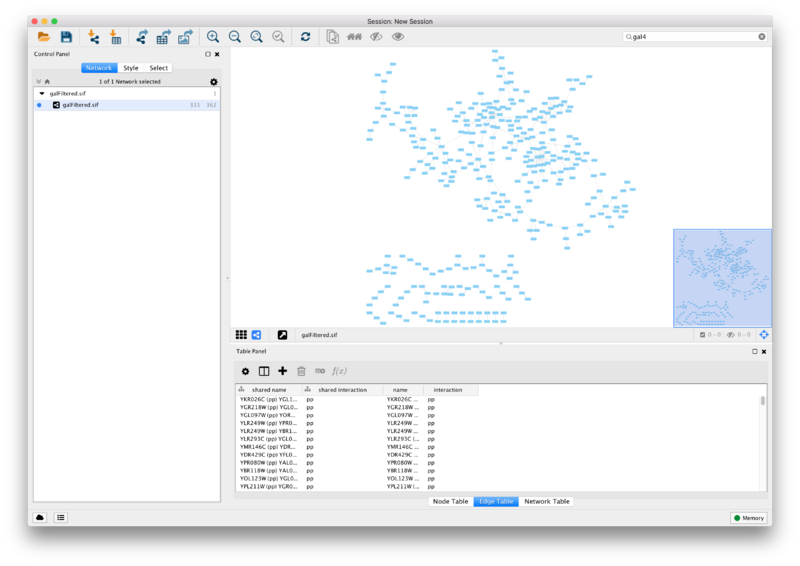 Session: New Session
gal4
Control Panel
Network Style Select
1 of 1 Network selected
galFiltered.sif 1
galFiltered.sif 331 362
galFiltered.sif
0 - 0 0 - 0
Table Panel
f(x)
shared name shared interaction name interaction
YKR026C (pp) YGL1... pp YKR026C ... pp
YGR218W (pp) YGL0... pp YGR218W ... pp
YGL097W (pp) YOR... pp YGL097W ... pp
YLR249W (pp) YPR0... pp YLR249W ... pp
YLR249W (pp) YBR1... pp YLR249W ... pp
YLR293C (pp) YGL0... pp YLR293C (... pp
YMR146C (pp) YDR... pp YMR146C ... pp
YDR429C (pp) YFL0... pp YDR429C ... pp
YPR080W (pp) YAL0... pp YPR080W ... pp
YBR118W (pp) YAL0... pp YBR118W ... pp
YOL123W (pp) YGL0... pp YOL123W ... pp
YPL211W (pp) YGR0... pp YPL211W (... pp
Node Table Edge Table Network Table
Memory